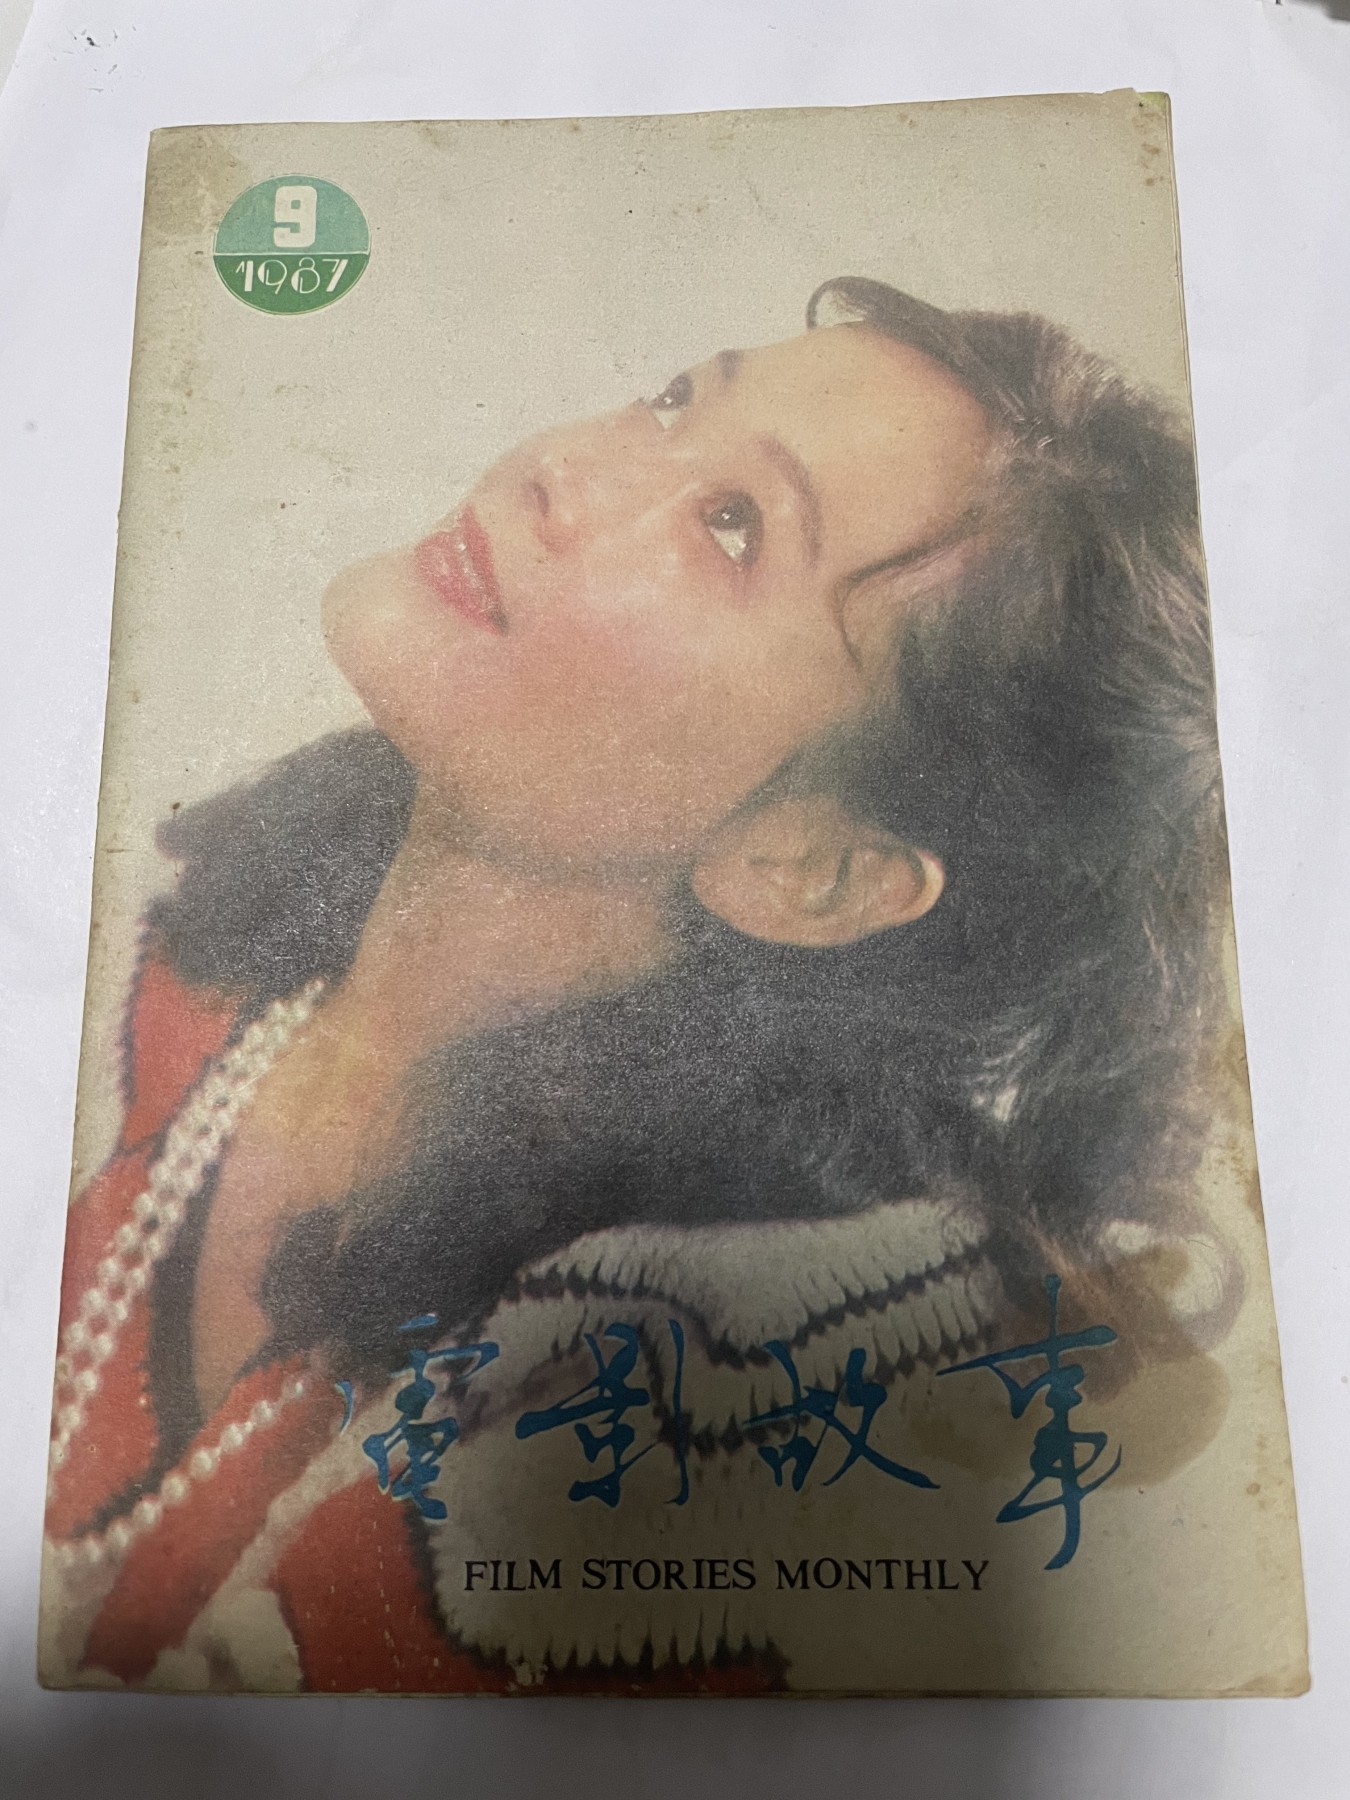 9
1987
電影故事
FILM STORIES MONTHLY